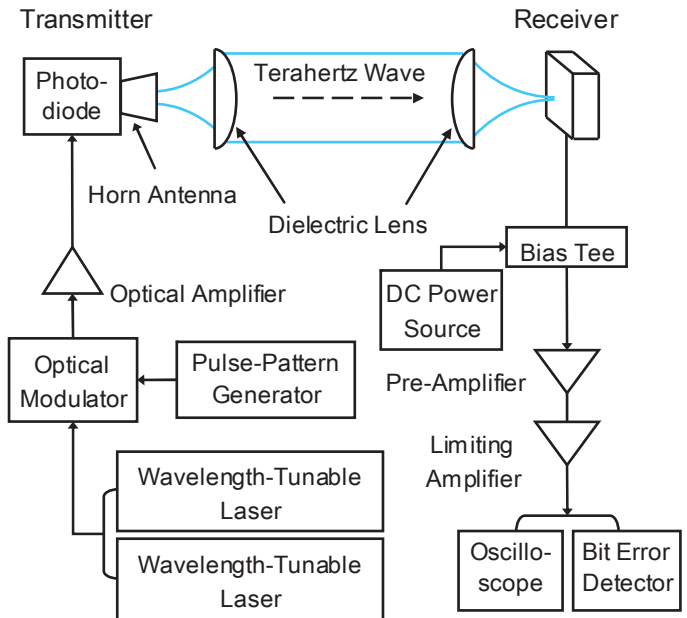 Transmitter
Receiver
Photo-
diode
Terahertz Wave
Horn Antenna
Dielectric Lens
Bias Tee
Optical Amplifier
DC Power
Source
Optical
Modulator
Pulse-Pattern
Generator
Pre-Amplifier
Limiting
Amplifier
Wavelength-Tunable
Laser
Wavelength-Tunable
Laser
Oscillo-
scope
Bit Error
Detector